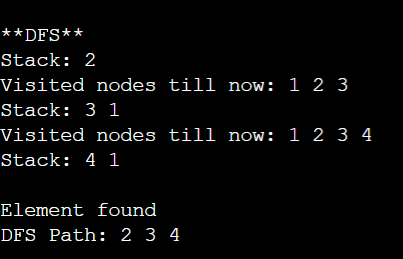 **DFS**
Stack: 2
Visited nodes till now: 1 2 3
Stack: 3 1
Visited nodes till now: 1 2 3 4
Stack: 4 1
Element found
DFS Path: 2 3 4